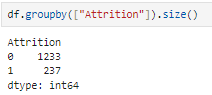 df.groupby(["Attrition"]).size()
Attrition
0    1233
1     237
dtype: int64